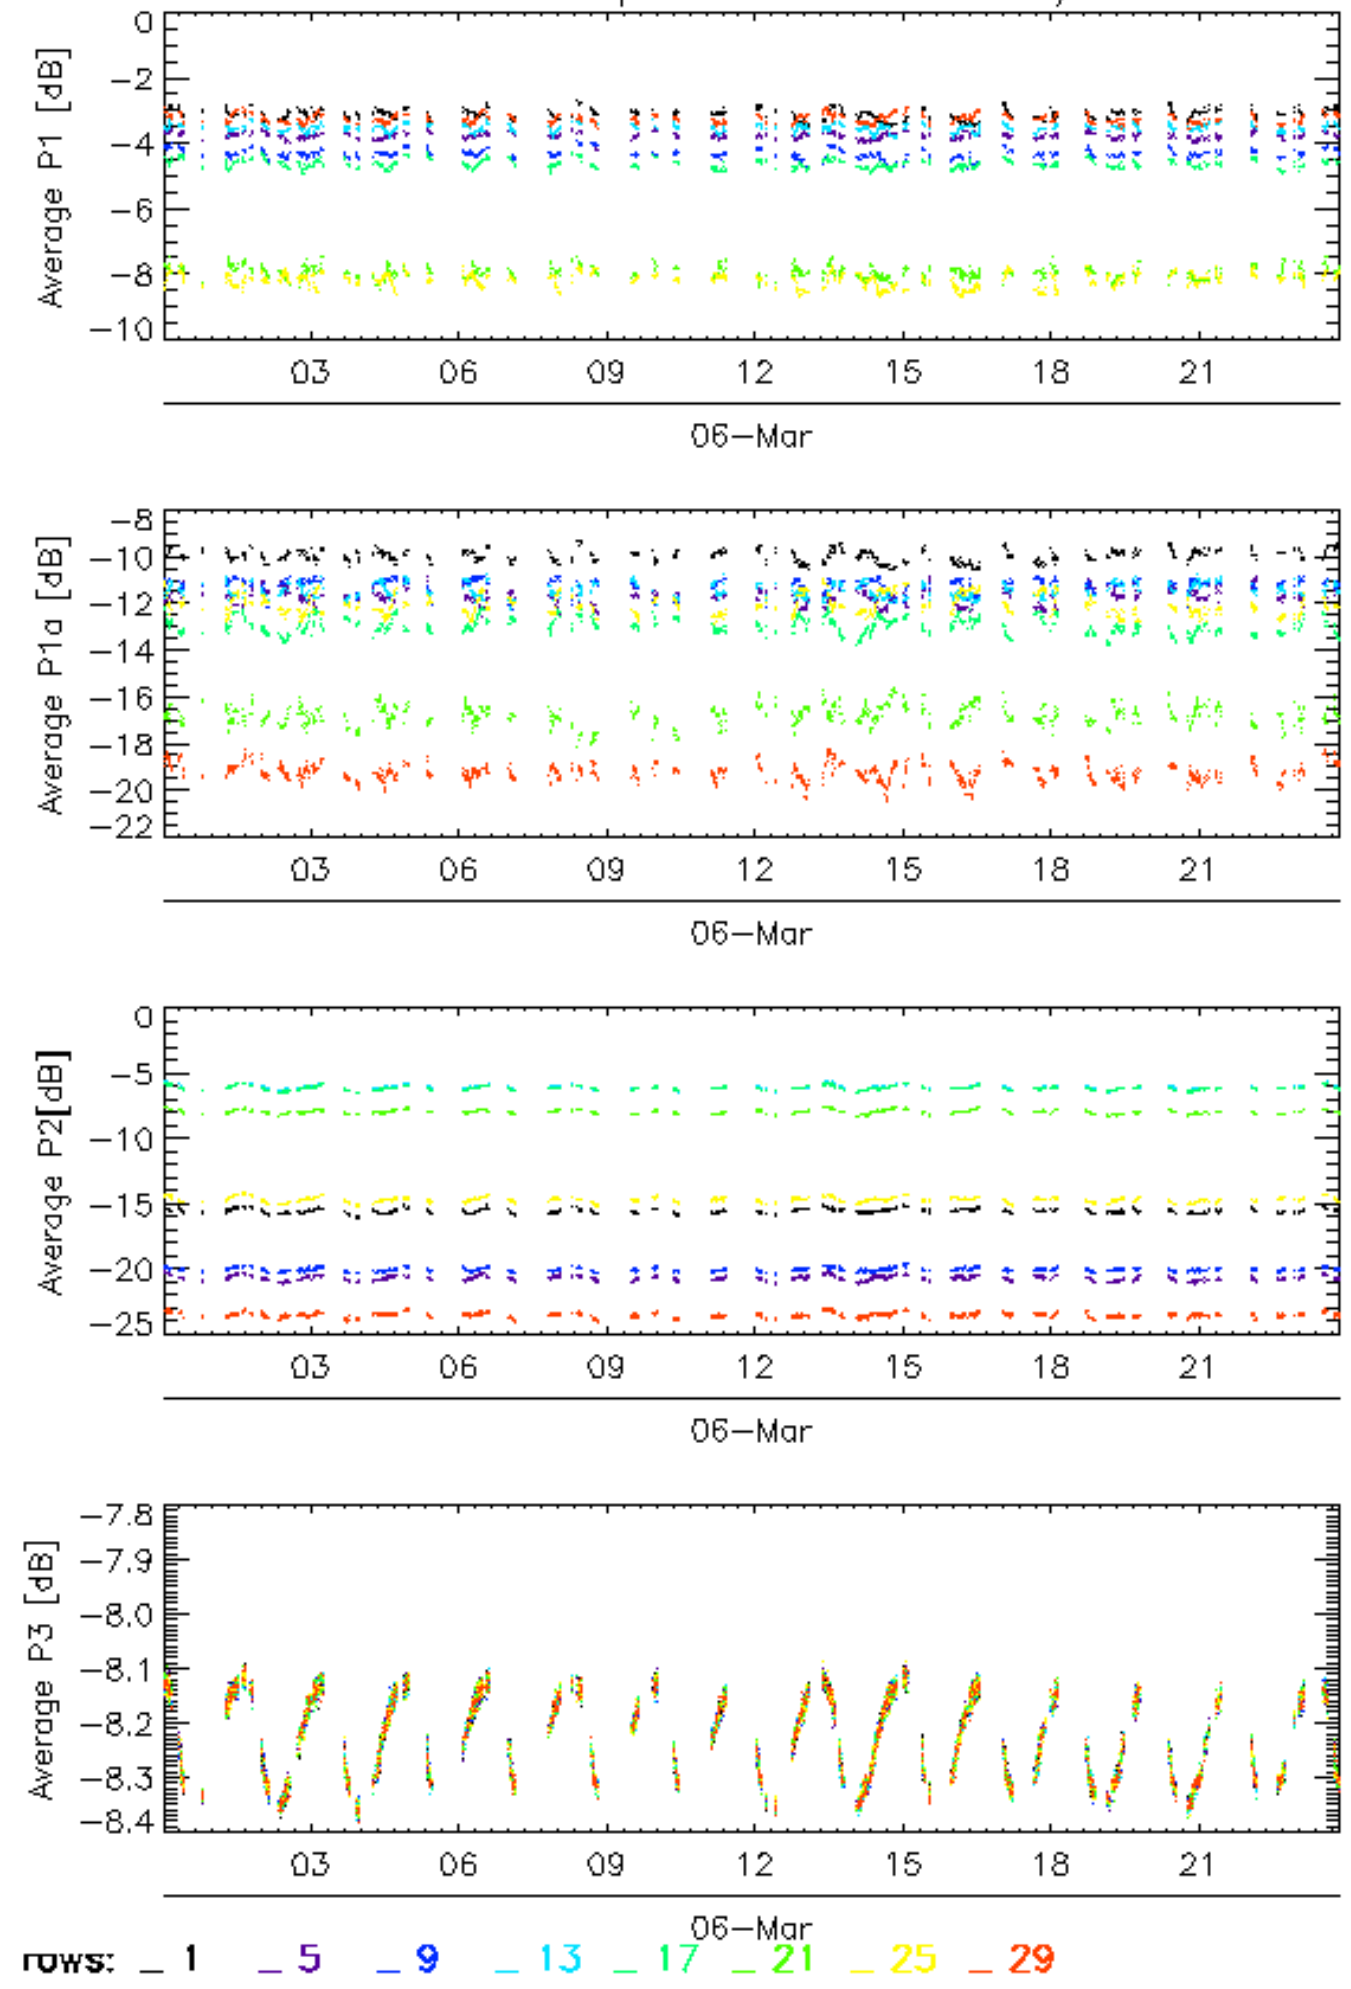 0
−2
−4
−6
−8
−10
Average P1 [dB]
03 06 09 12 15 18 21
06−Mar
−8
−10
−12
−14
−16
−18
−20
−22
Average P1a [dB]
03 06 09 12 15 18 21
06−Mar
0
−5
−10
−15
−20
−25
Average P2[dB]
03 06 09 12 15 18 21
06−Mar
−7.8
−7.9
−8.0
−8.1
−8.2
−8.3
−8.4
Average P3 [dB]
03 06 09 12 15 18 21
06−Mar
rows: _ 1 _ 5 _ 9 _ 13 _ 17 _ 21 _ 25 _ 29